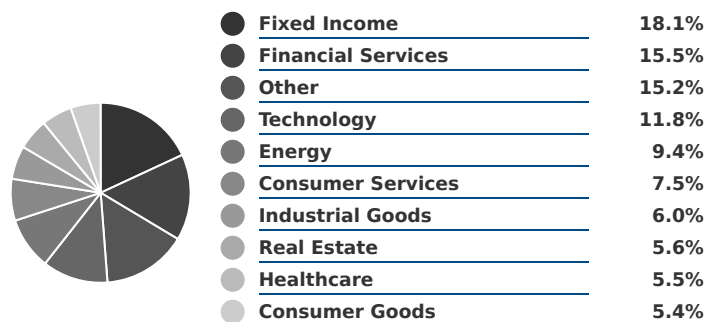 Fixed Income 18.1%
Financial Services 15.5%
Other 15.2%
Technology 11.8%
Energy 9.4%
Consumer Services 7.5%
Industrial Goods 6.0%
Real Estate 5.6%
Healthcare 5.5%
Consumer Goods 5.4%